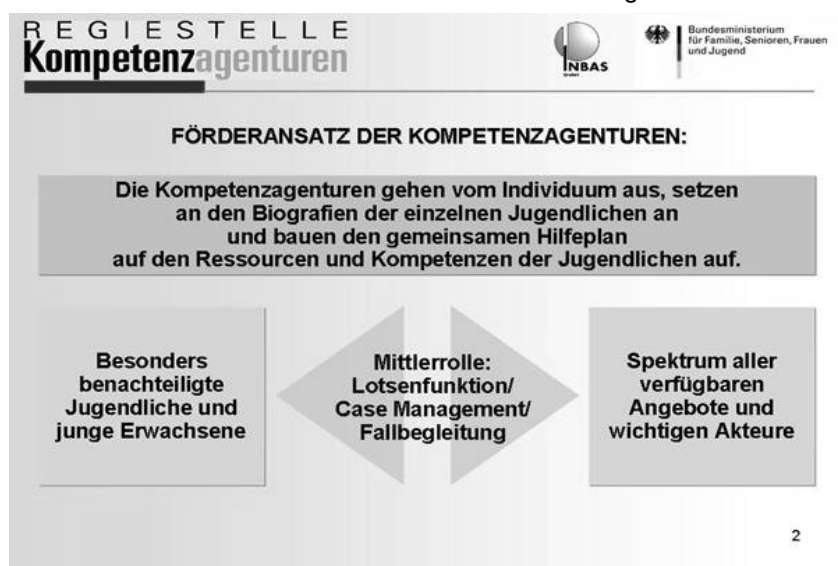 REGIESTELLE
Kompetenzagenturen
INBAS
Bundesministerium
für Familie, Senioren, Frauen
und Jugend
FÖRDERANSATZ DER KOMPETENZAGENTUREN:
Die Kompetenzagenturen gehen vom Individuum aus, setzen
an den Biografien der einzelnen Jugendlichen an
und bauen den gemeinsamen Hilfeplan
auf den Ressourcen und Kompetenzen der Jugendlichen auf.
Besonders
benachteiligte
Jugendliche und
junge Erwachsene
Mittlerrolle:
Lotsenfunktion/
Case Management/
Fallbegleitung
Spektrum aller
verfügbaren
Angebote und
wichtigen Akteure
2